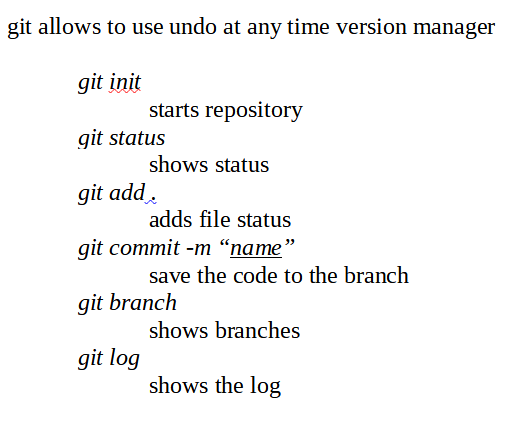 git allows to use undo at any time version manager
git init
starts repository
git status
shows status
git add .
adds file status
git commit -m “name”
save the code to the branch
git branch
shows branches
git log
shows the log